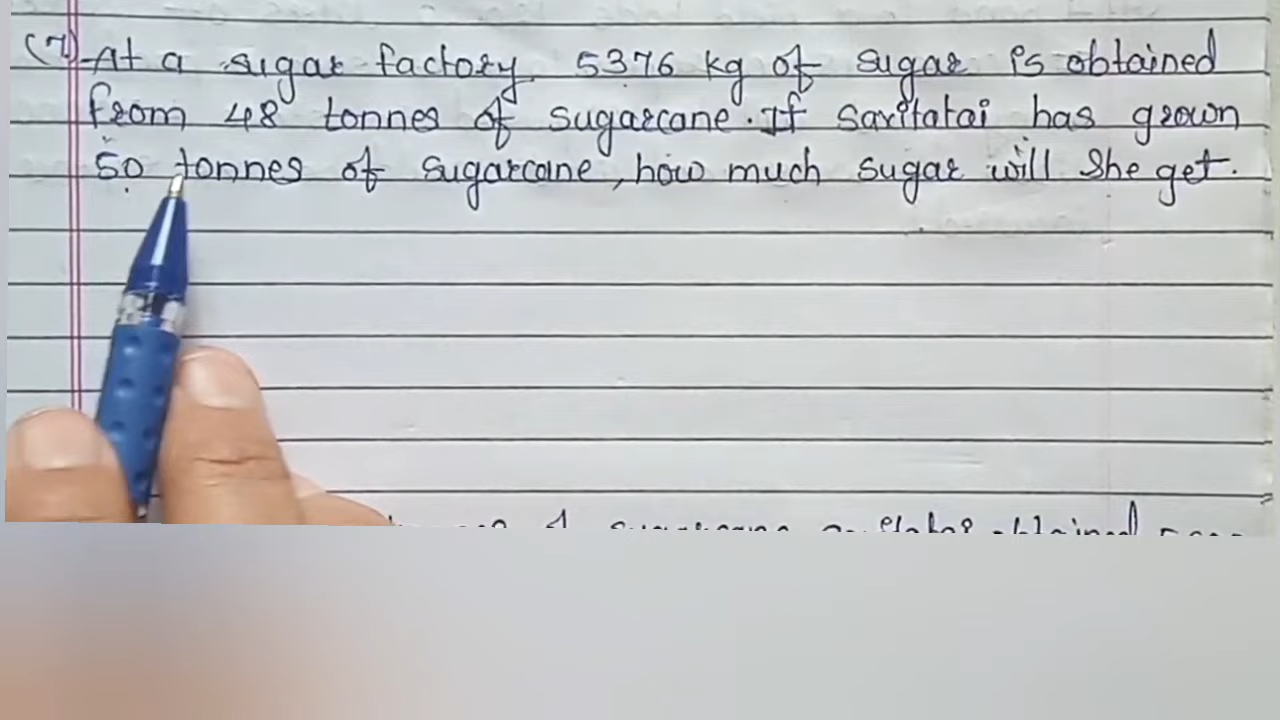 (7) At a sugar factory 5376 kg of sugar is obtained
from 48 tonnes of sugarcane. If Savitatai has grown
50 tonnes of sugarcane, how much sugar will she get.